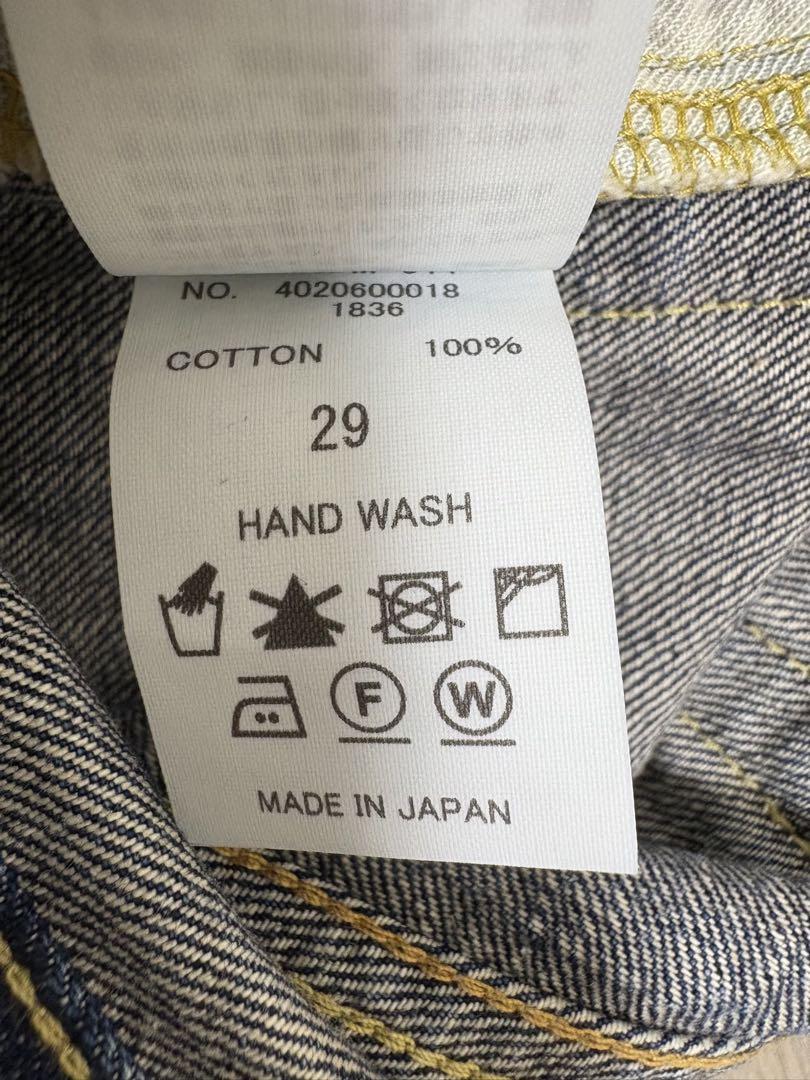 NO. 4020600018
1836
COTTON 100%
29
HAND WASH
F W
MADE IN JAPAN